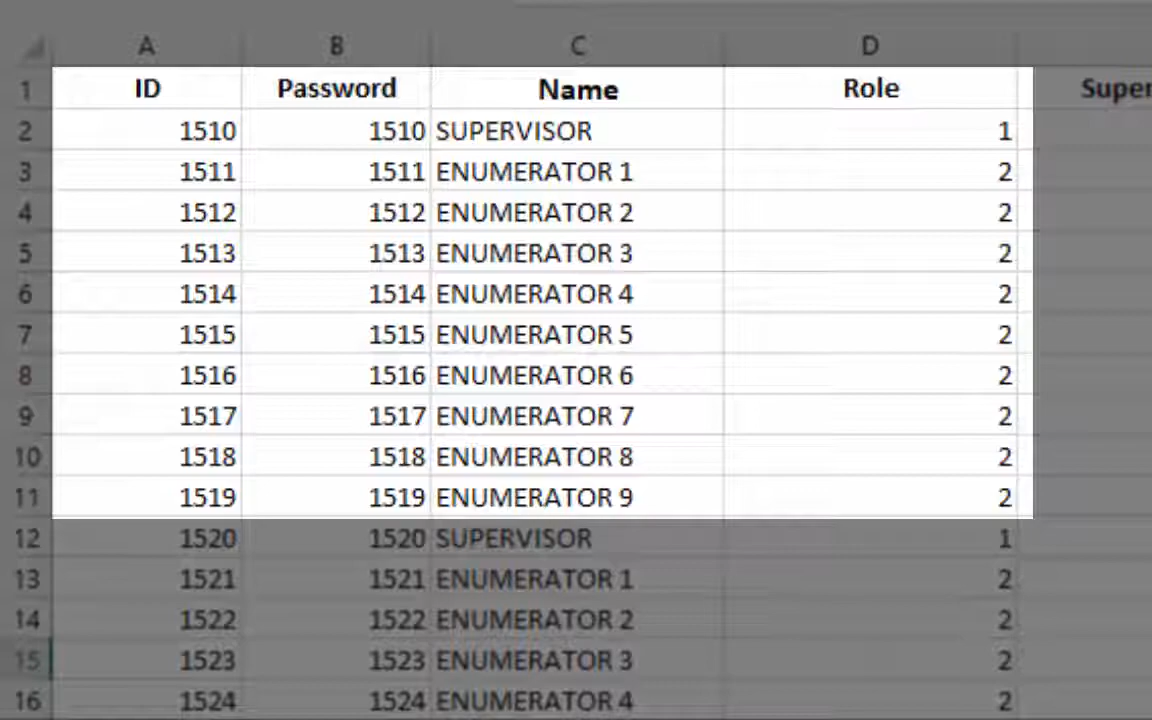 A B C D
1 ID Password Name Role Super
2 1510 1510 SUPERVISOR 1
3 1511 1511 ENUMERATOR 1 2
4 1512 1512 ENUMERATOR 2 2
5 1513 1513 ENUMERATOR 3 2
6 1514 1514 ENUMERATOR 4 2
7 1515 1515 ENUMERATOR 5 2
8 1516 1516 ENUMERATOR 6 2
9 1517 1517 ENUMERATOR 7 2
10 1518 1518 ENUMERATOR 8 2
11 1519 1519 ENUMERATOR 9 2
12 1520 1520 SUPERVISOR 1
13 1521 1521 ENUMERATOR 1 2
14 1522 1522 ENUMERATOR 2 2
15 1523 1523 ENUMERATOR 3 2
16 1524 1524 ENUMERATOR 4 2